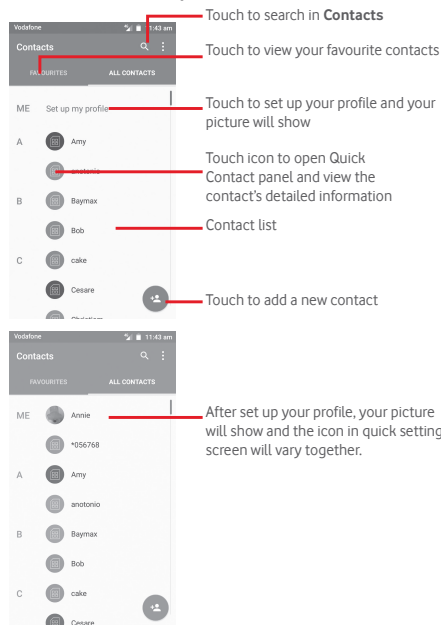 Touch to search in Contacts
Vodafone 11:43 am
Contacts
Touch to view your favourite contacts
FAVOURITES ALL CONTACTS
ME Set up my profile
Touch to set up your profile and your
picture will show
A Amy
anotonio
Touch icon to open Quick
Contact panel and view the
contact's detailed information
B Baymax
Bob
Contact list
C cake
Cesare
Touch to add a new contact
Vodafone 11:43 am
Contacts
FAVOURITES ALL CONTACTS
ME Annie
After set up your profile, your picture
will show and the icon in quick setting
screen will vary together.
*056768
A Amy
anotonio
B Baymax
Bob
C cake
Cesare